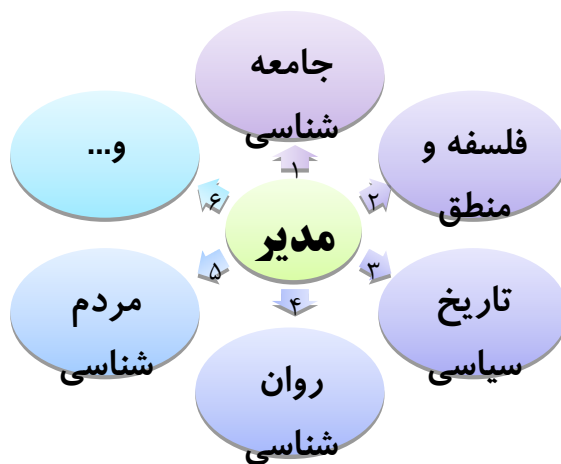 مدیر
۱
جامعه
شناسی
۲
فلسفه و
منطق
۳
تاریخ
سیاسی
۴
روان
شناسی
۵
مردم
شناسی
۶
و...